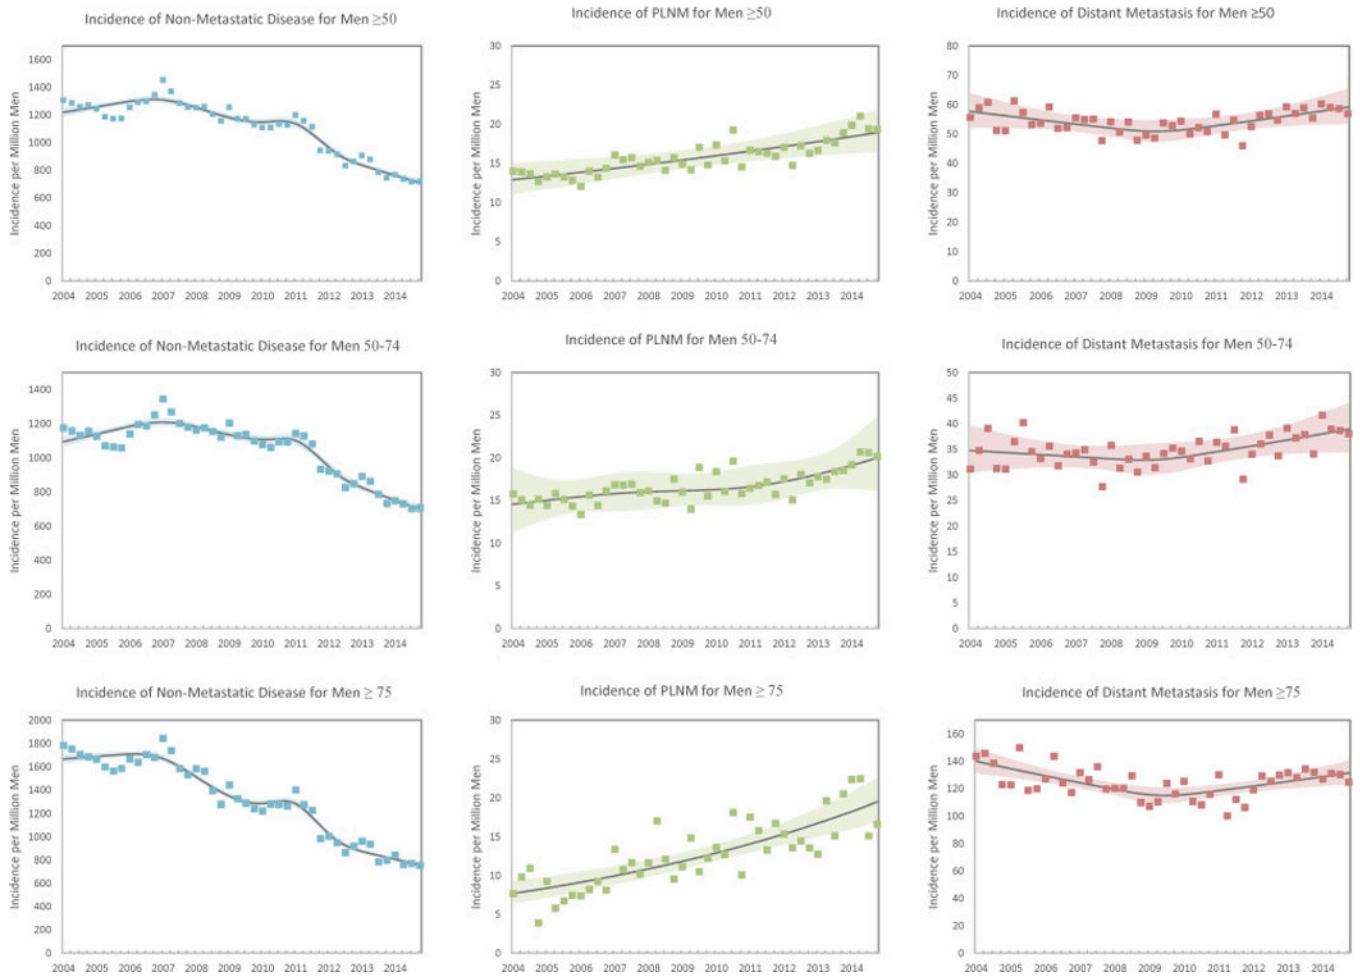 Incidence of Non-Metastatic Disease for Men ≥50
Incidence per Million Men
1600
1400
1200
1000
800
600
400
200
0
2004 2005 2006 2007 2008 2009 2010 2011 2012 2013 2014
Incidence of PLNM for Men ≥50
Incidence per Million Men
30
25
20
15
10
5
0
2004 2005 2006 2007 2008 2009 2010 2011 2012 2013 2014
Incidence of Distant Metastasis for Men ≥50
Incidence per Million Men
80
70
60
50
40
30
20
10
0
2004 2005 2006 2007 2008 2009 2010 2011 2012 2013 2014
Incidence of Non-Metastatic Disease for Men 50-74
Incidence per Million Men
1400
1200
1000
800
600
400
200
0
2004 2005 2006 2007 2008 2009 2010 2011 2012 2013 2014
Incidence of PLNM for Men 50-74
Incidence per Million Men
30
25
20
15
10
5
0
2004 2005 2006 2007 2008 2009 2010 2011 2012 2013 2014
Incidence of Distant Metastasis for Men 50-74
Incidence per Million Men
50
45
40
35
30
25
20
15
10
5
0
2004 2005 2006 2007 2008 2009 2010 2011 2012 2013 2014
Incidence of Non-Metastatic Disease for Men ≥ 75
Incidence per Million Men
2000
1800
1600
1400
1200
1000
800
600
400
200
0
2004 2005 2006 2007 2008 2009 2010 2011 2012 2013 2014
Incidence of PLNM for Men ≥ 75
Incidence per Million Men
30
25
20
15
10
5
0
2004 2005 2006 2007 2008 2009 2010 2011 2012 2013 2014
Incidence of Distant Metastasis for Men ≥75
Incidence per Million Men
160
140
120
100
80
60
40
20
0
2004 2005 2006 2007 2008 2009 2010 2011 2012 2013 2014